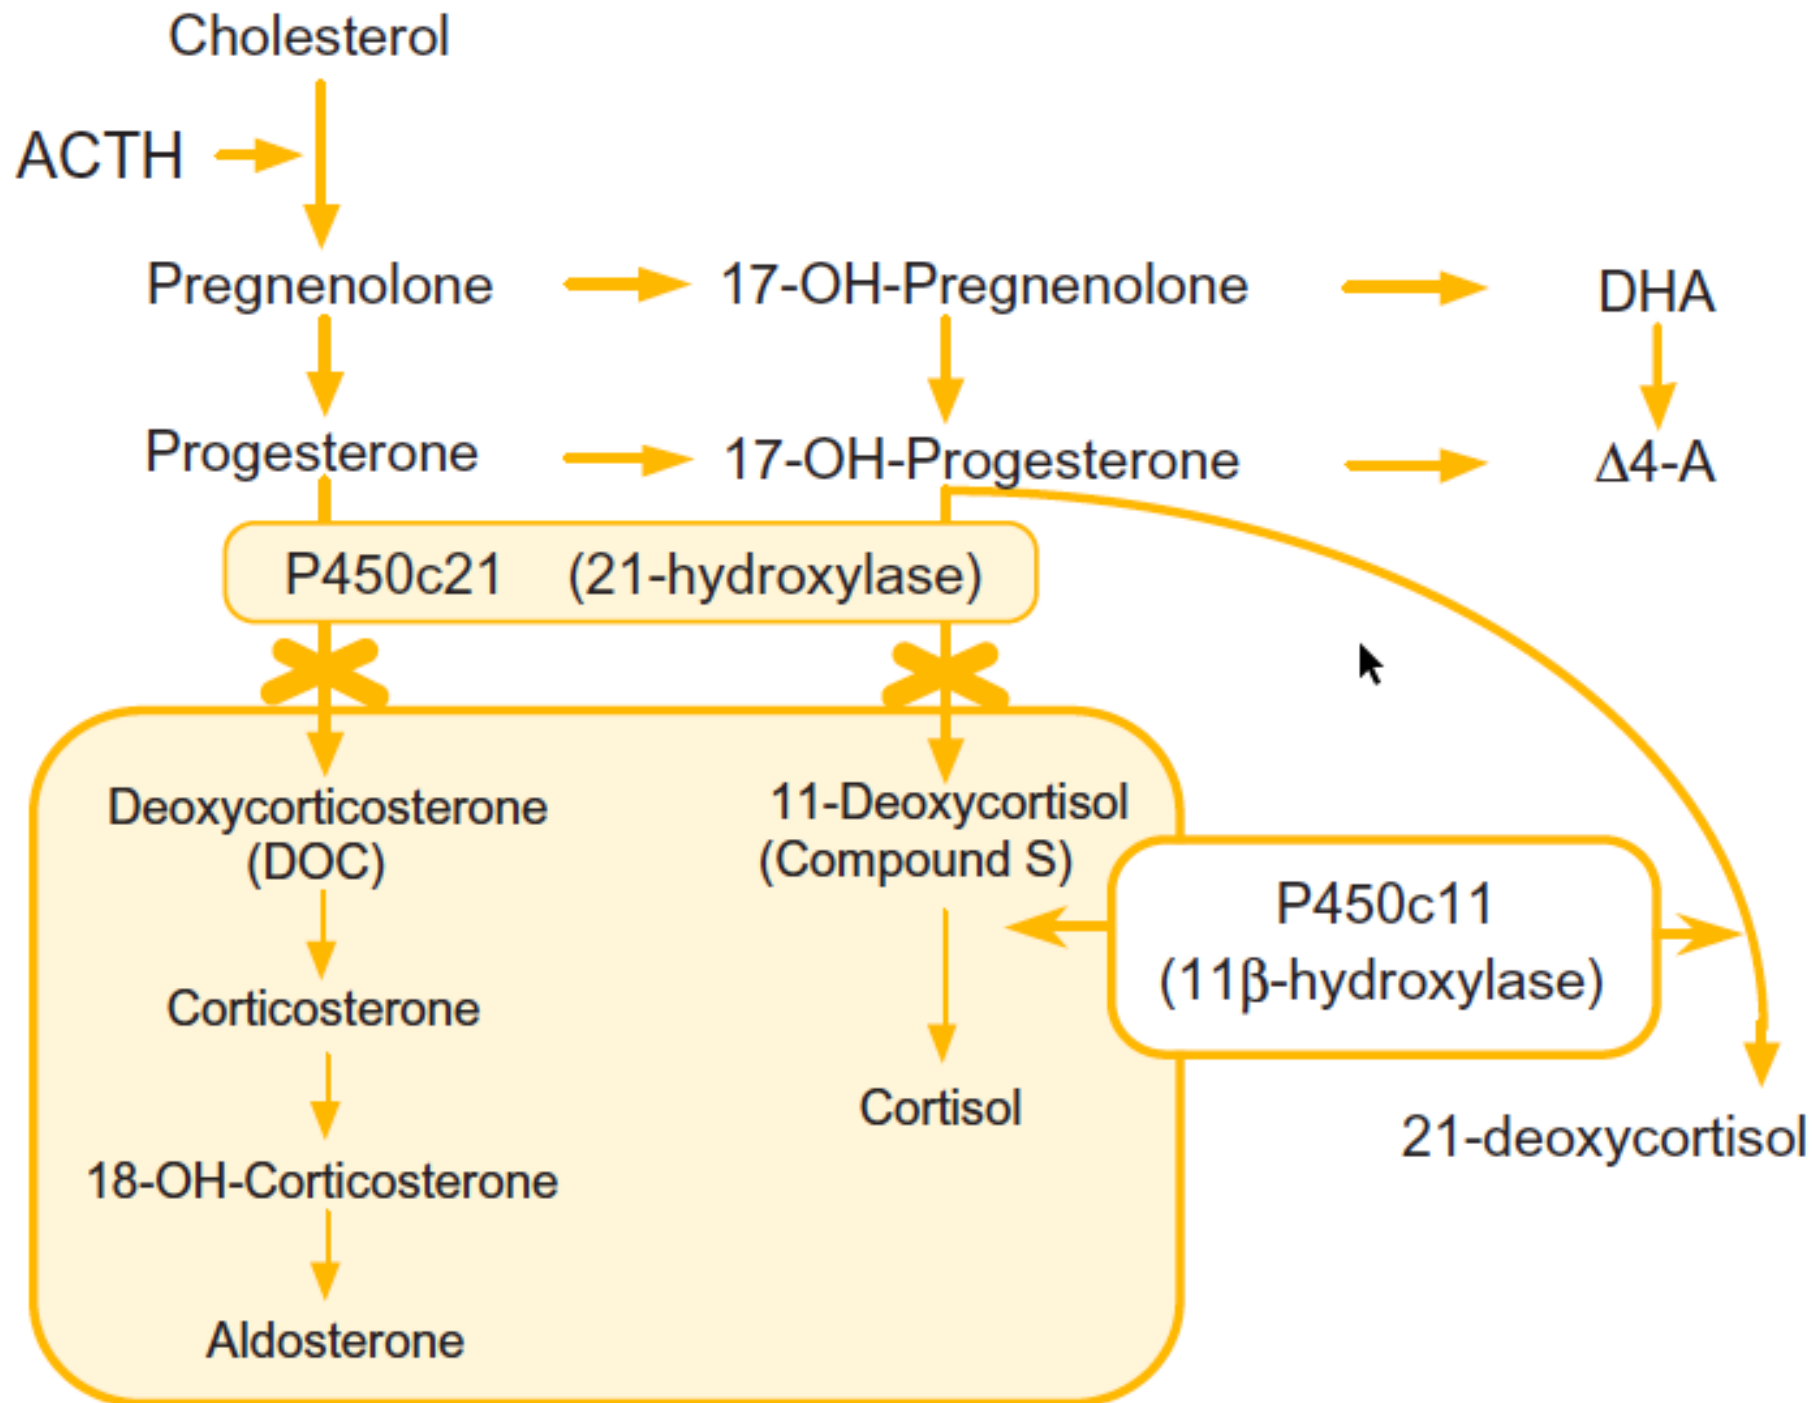 Cholesterol
ACTH
Pregnenolone
17-OH-Pregnenolone
DHA
Progesterone
17-OH-Progesterone
Δ4-A
P450c21 (21-hydroxylase)
Deoxycorticosterone
(DOC)
11-Deoxycortisol
(Compound S)
P450c11
(11β-hydroxylase)
Corticosterone
Cortisol
21-deoxycortisol
18-OH-Corticosterone
Aldosterone